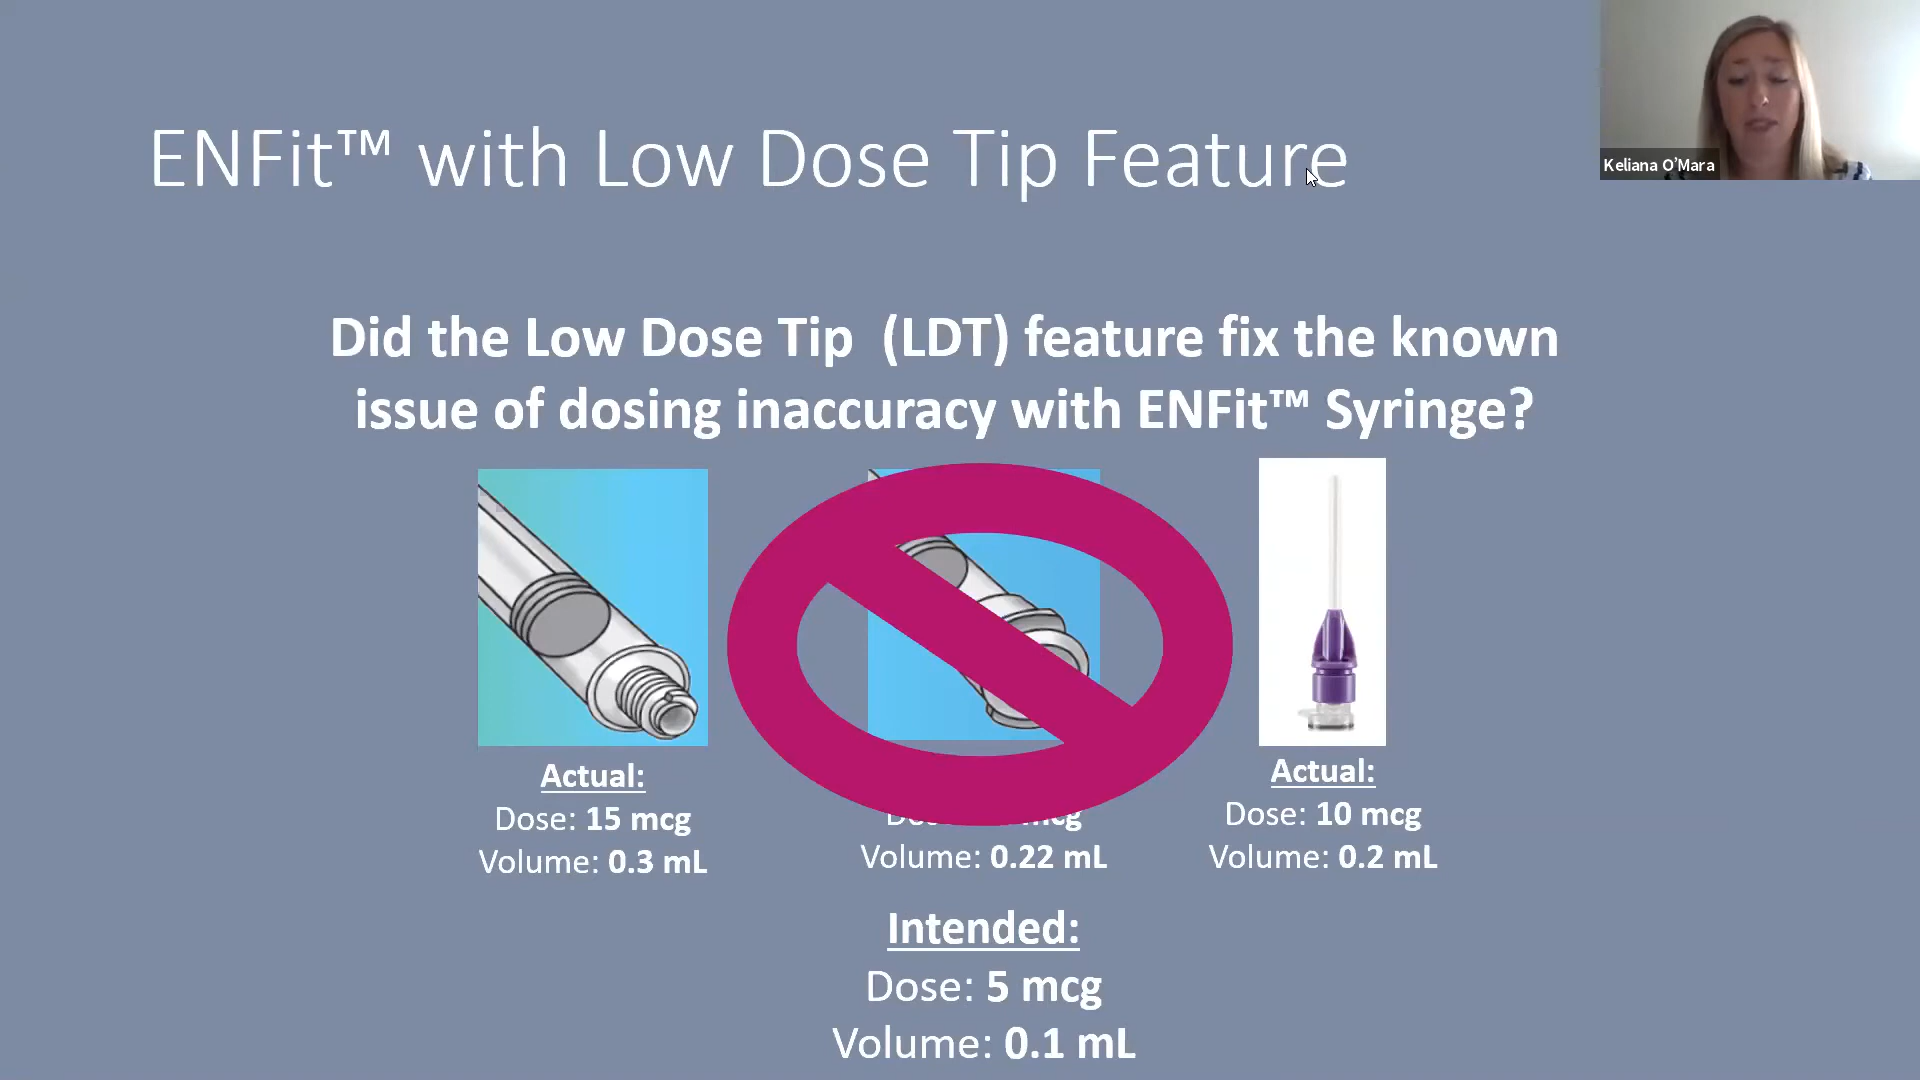 ENFit™ with Low Dose Tip Feature
Keliana O'Mara
Did the Low Dose Tip (LDT) feature fix the known
issue of dosing inaccuracy with ENFit™ Syringe?
Actual:
Dose: 15 mcg
Volume: 0.3 mL
mcg
Volume: 0.22 mL
Actual:
Dose: 10 mcg
Volume: 0.2 mL
Intended:
Dose: 5 mcg
Volume: 0.1 mL